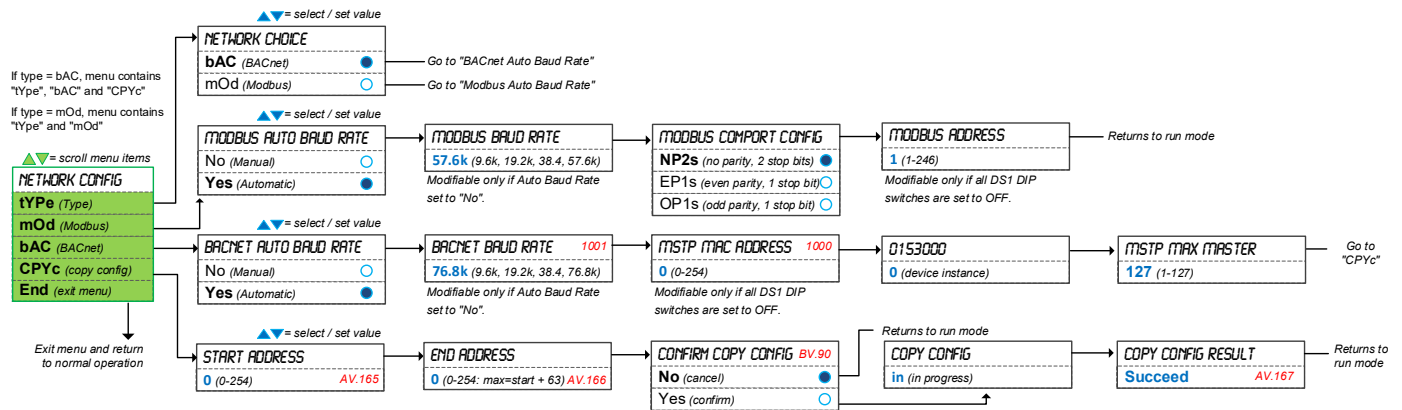 = select / set value
NETWORK CHOICE
bAC (BACnet)
mOd (Modbus)
Go to "BACnet Auto Baud Rate"
Go to "Modbus Auto Baud Rate"
If type = bAC, menu contains
"tYpe", "bAC" and "CPYc"
If type = mOd, menu contains
"tYpe" and "mOd"
= scroll menu items
NETWORK CONFIG
tYPe (Type)
mOd (Modbus)
bAC (BACnet)
CPYc (copy config)
End (exit menu)
Exit menu and return
to normal operation
= select / set value
MODBUS AUTO BAUD RATE
No (Manual)
Yes (Automatic)
MODBUS BAUD RATE
57.6k (9.6k, 19.2k, 38.4, 57.6k)
Modifiable only if Auto Baud Rate
set to "No".
MODBUS COMPORT CONFIG
NP2s (no parity, 2 stop bits)
EP1s (even parity, 1 stop bit)
OP1s (odd parity, 1 stop bit)
MODBUS ADDRESS
1 (1-246)
Modifiable only if all DS1 DIP
switches are set to OFF.
Returns to run mode
= select / set value
BACNET AUTO BAUD RATE
No (Manual)
Yes (Automatic)
BACNET BAUD RATE 1001
76.8k (9.6k, 19.2k, 38.4, 76.8k)
Modifiable only if Auto Baud Rate
set to "No".
MSTP MAC ADDRESS 1000
0 (0-254)
Modifiable only if all DS1 DIP
switches are set to OFF.
0153000
0 (device instance)
MSTP MAX MASTER
127 (1-127)
Go to
"CPYc"
= select / set value
START ADDRESS
0 (0-254) AV.165
END ADDRESS
0 (0-254: max=start + 63) AV.166
CONFIRM COPY CONFIG BV.90
No (cancel)
Yes (confirm)
Returns to run mode
COPY CONFIG
in (in progress)
COPY CONFIG RESULT
Succeed AV.167
Returns to
run mode